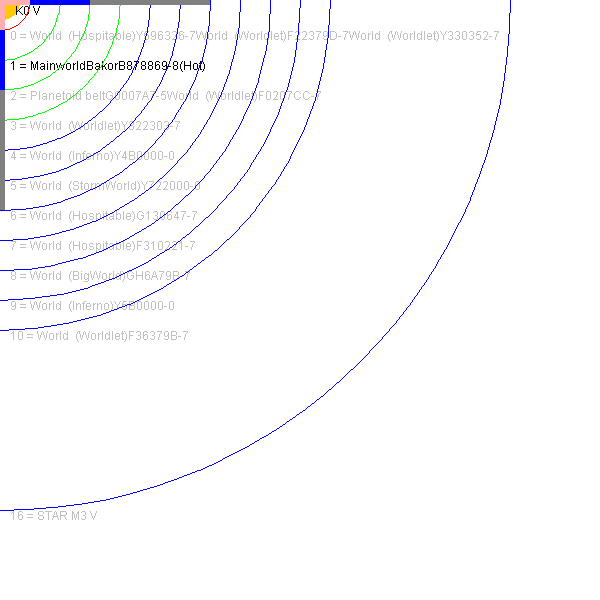 K0 V
0 = World (Hospitable)Y696326-7World (Worldlet)F22379D-7World (Worldlet)Y330352-7
1 = MainworldBakorB878869-8(Hot)
2 = Planetoid beltG0007A7-5World (Worldlet)F0207CC-7
3 = World (Worldlet)Y522303-7
4 = World (Inferno)Y4B0000-0
5 = World (StormWorld)Y722000-0
6 = World (Hospitable)G130647-7
7 = World (Hospitable)F310221-7
8 = World (BigWorld)GH6A79B-7
9 = World (Inferno)Y5B0000-0
10 = World (Worldlet)F36379B-7
16 = STAR M3 V